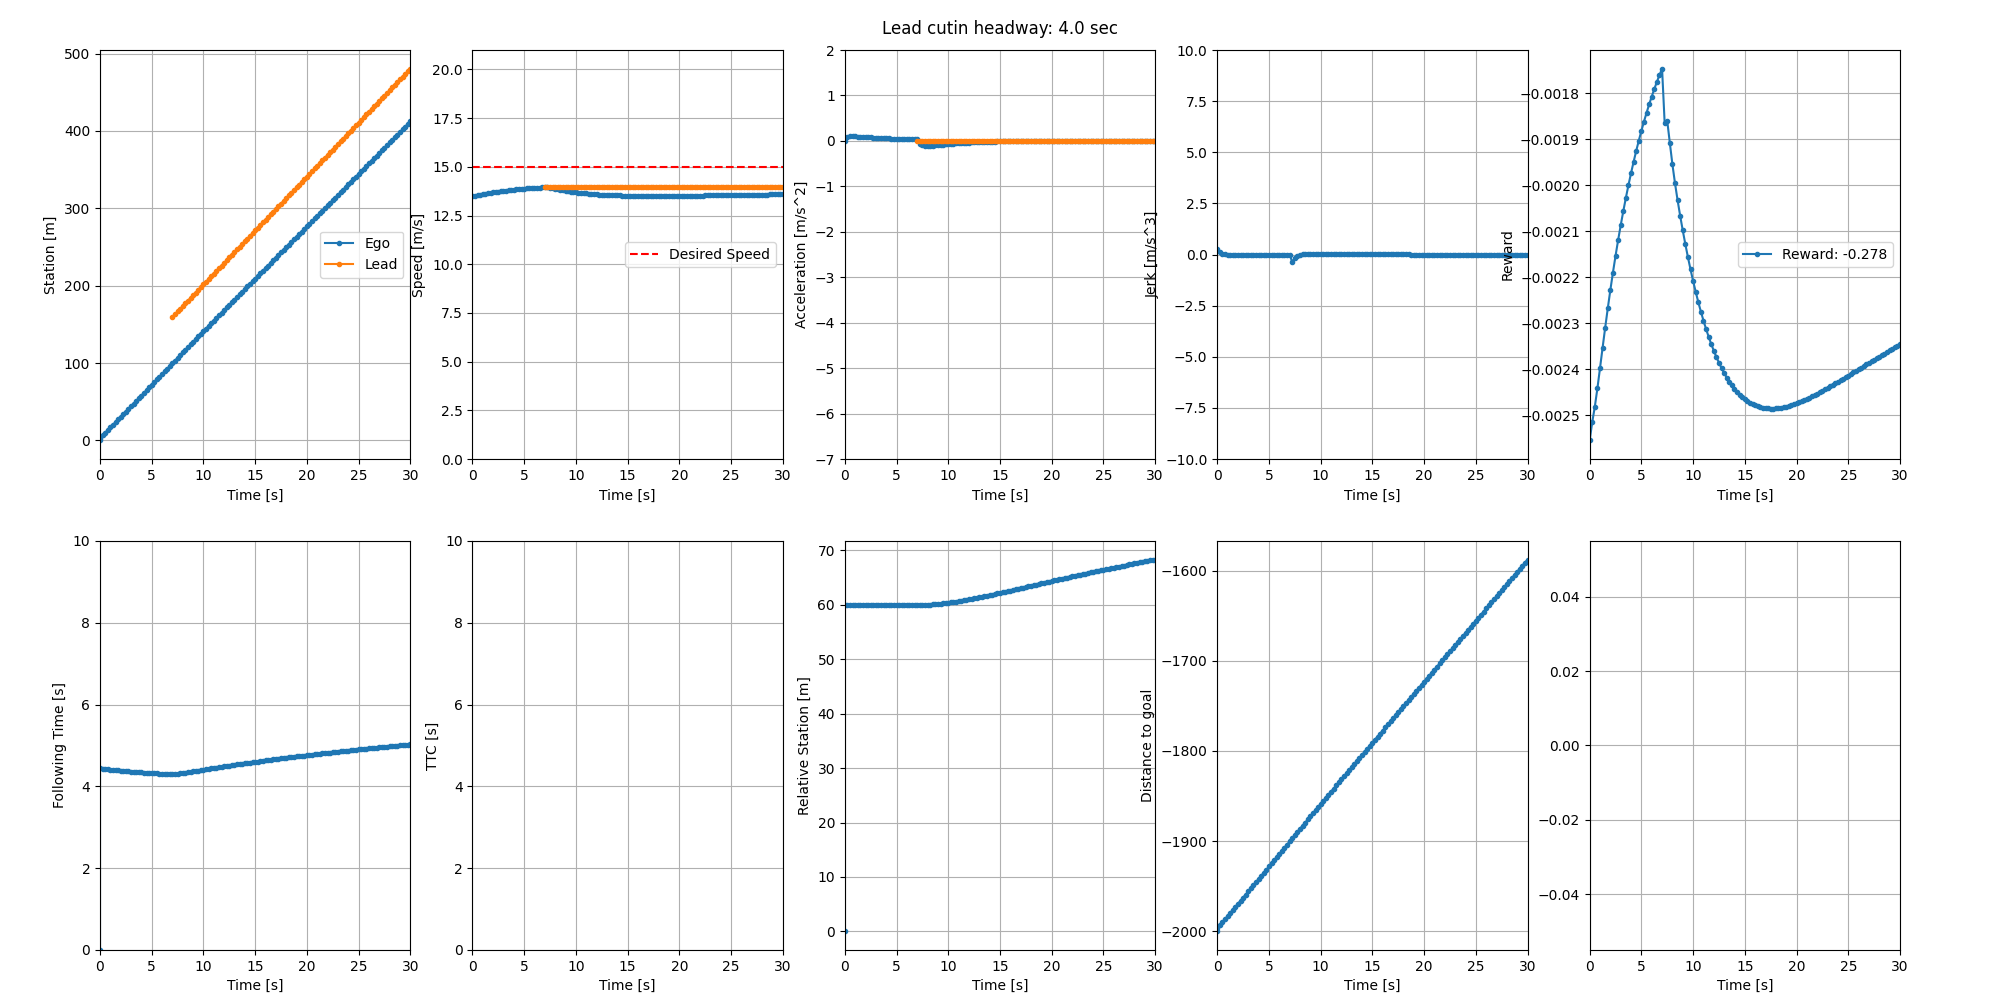 Lead cutin headway: 4.0 sec
Station [m]
500
400
300
200
100
0
0 5 10 15 20 25 30
Time [s]
Ego
Lead
Speed [m/s]
20.0
17.5
15.0
12.5
10.0
7.5
5.0
2.5
0.0
0 5 10 15 20 25 30
Time [s]
Desired Speed
Acceleration [m/s^2]
2
1
0
−1
−2
−3
−4
−5
−6
−7
0 5 10 15 20 25 30
Time [s]
Jerk [m/s^3]
10.0
7.5
5.0
2.5
0.0
−2.5
−5.0
−7.5
−10.0
0 5 10 15 20 25 30
Time [s]
Reward
−0.0018
−0.0019
−0.0020
−0.0021
−0.0022
−0.0023
−0.0024
−0.0025
0 5 10 15 20 25 30
Time [s]
Reward: -0.278
Following Time [s]
10
8
6
4
2
0
0 5 10 15 20 25 30
Time [s]
TTC [s]
10
8
6
4
2
0
0 5 10 15 20 25 30
Time [s]
Relative Station [m]
70
60
50
40
30
20
10
0
0 5 10 15 20 25 30
Time [s]
Distance to goal
−1600
−1700
−1800
−1900
−2000
0 5 10 15 20 25 30
Time [s]
0.04
0.02
0.00
−0.02
−0.04
0 5 10 15 20 25 30
Time [s]